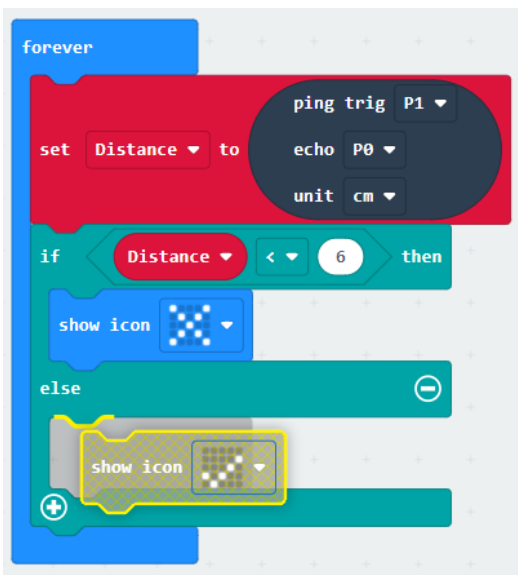 forever
ping trig P1
set Distance to echo P0
unit cm
if Distance < 6 then
show icon
else
show icon